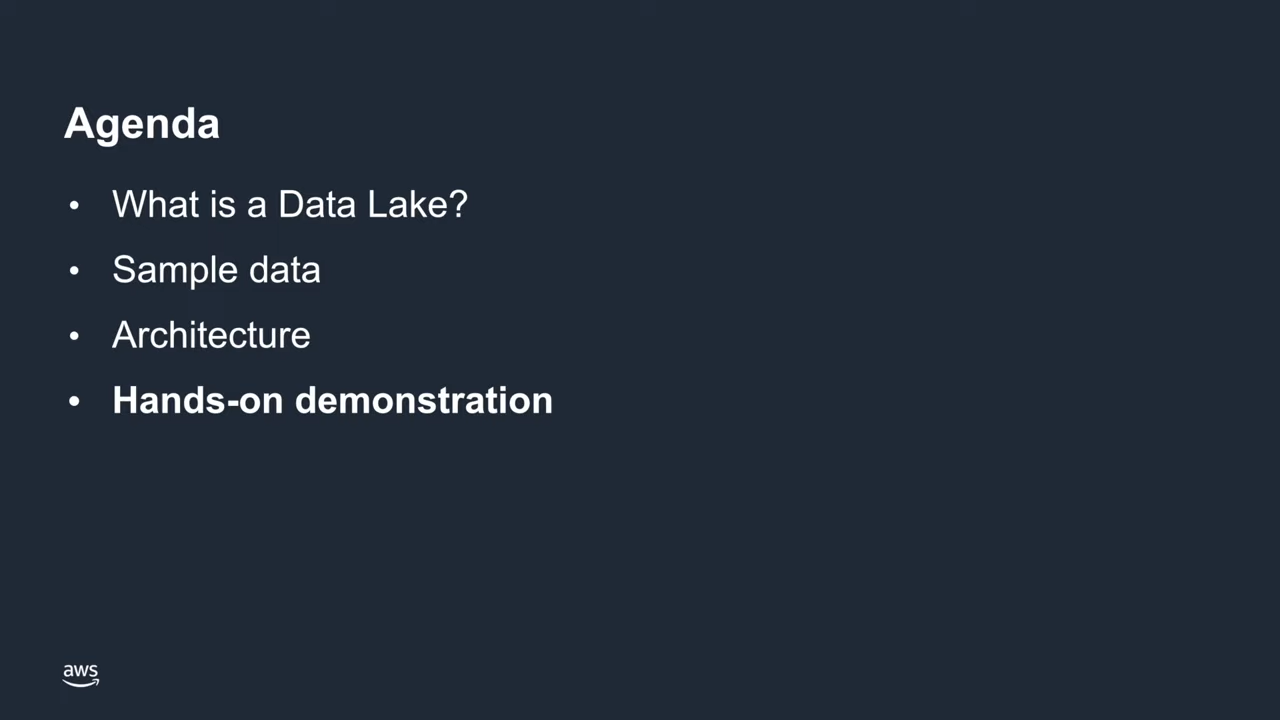 Agenda
• What is a Data Lake?
• Sample data
• Architecture
• Hands-on demonstration
aws